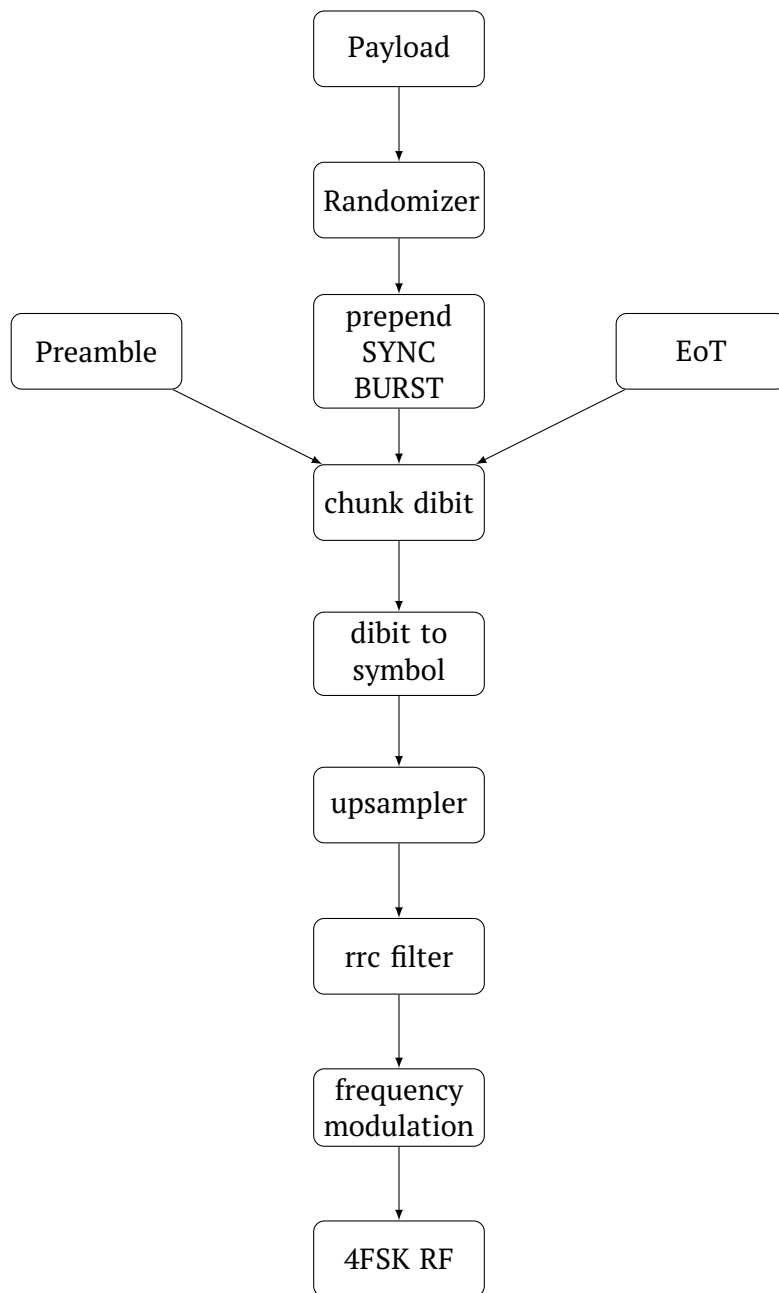 Payload
Randomizer
prepend
SYNC
BURST
Preamble
EoT
chunk dibit
dibit to
symbol
upsampler
rrc filter
frequency
modulation
4FSK RF